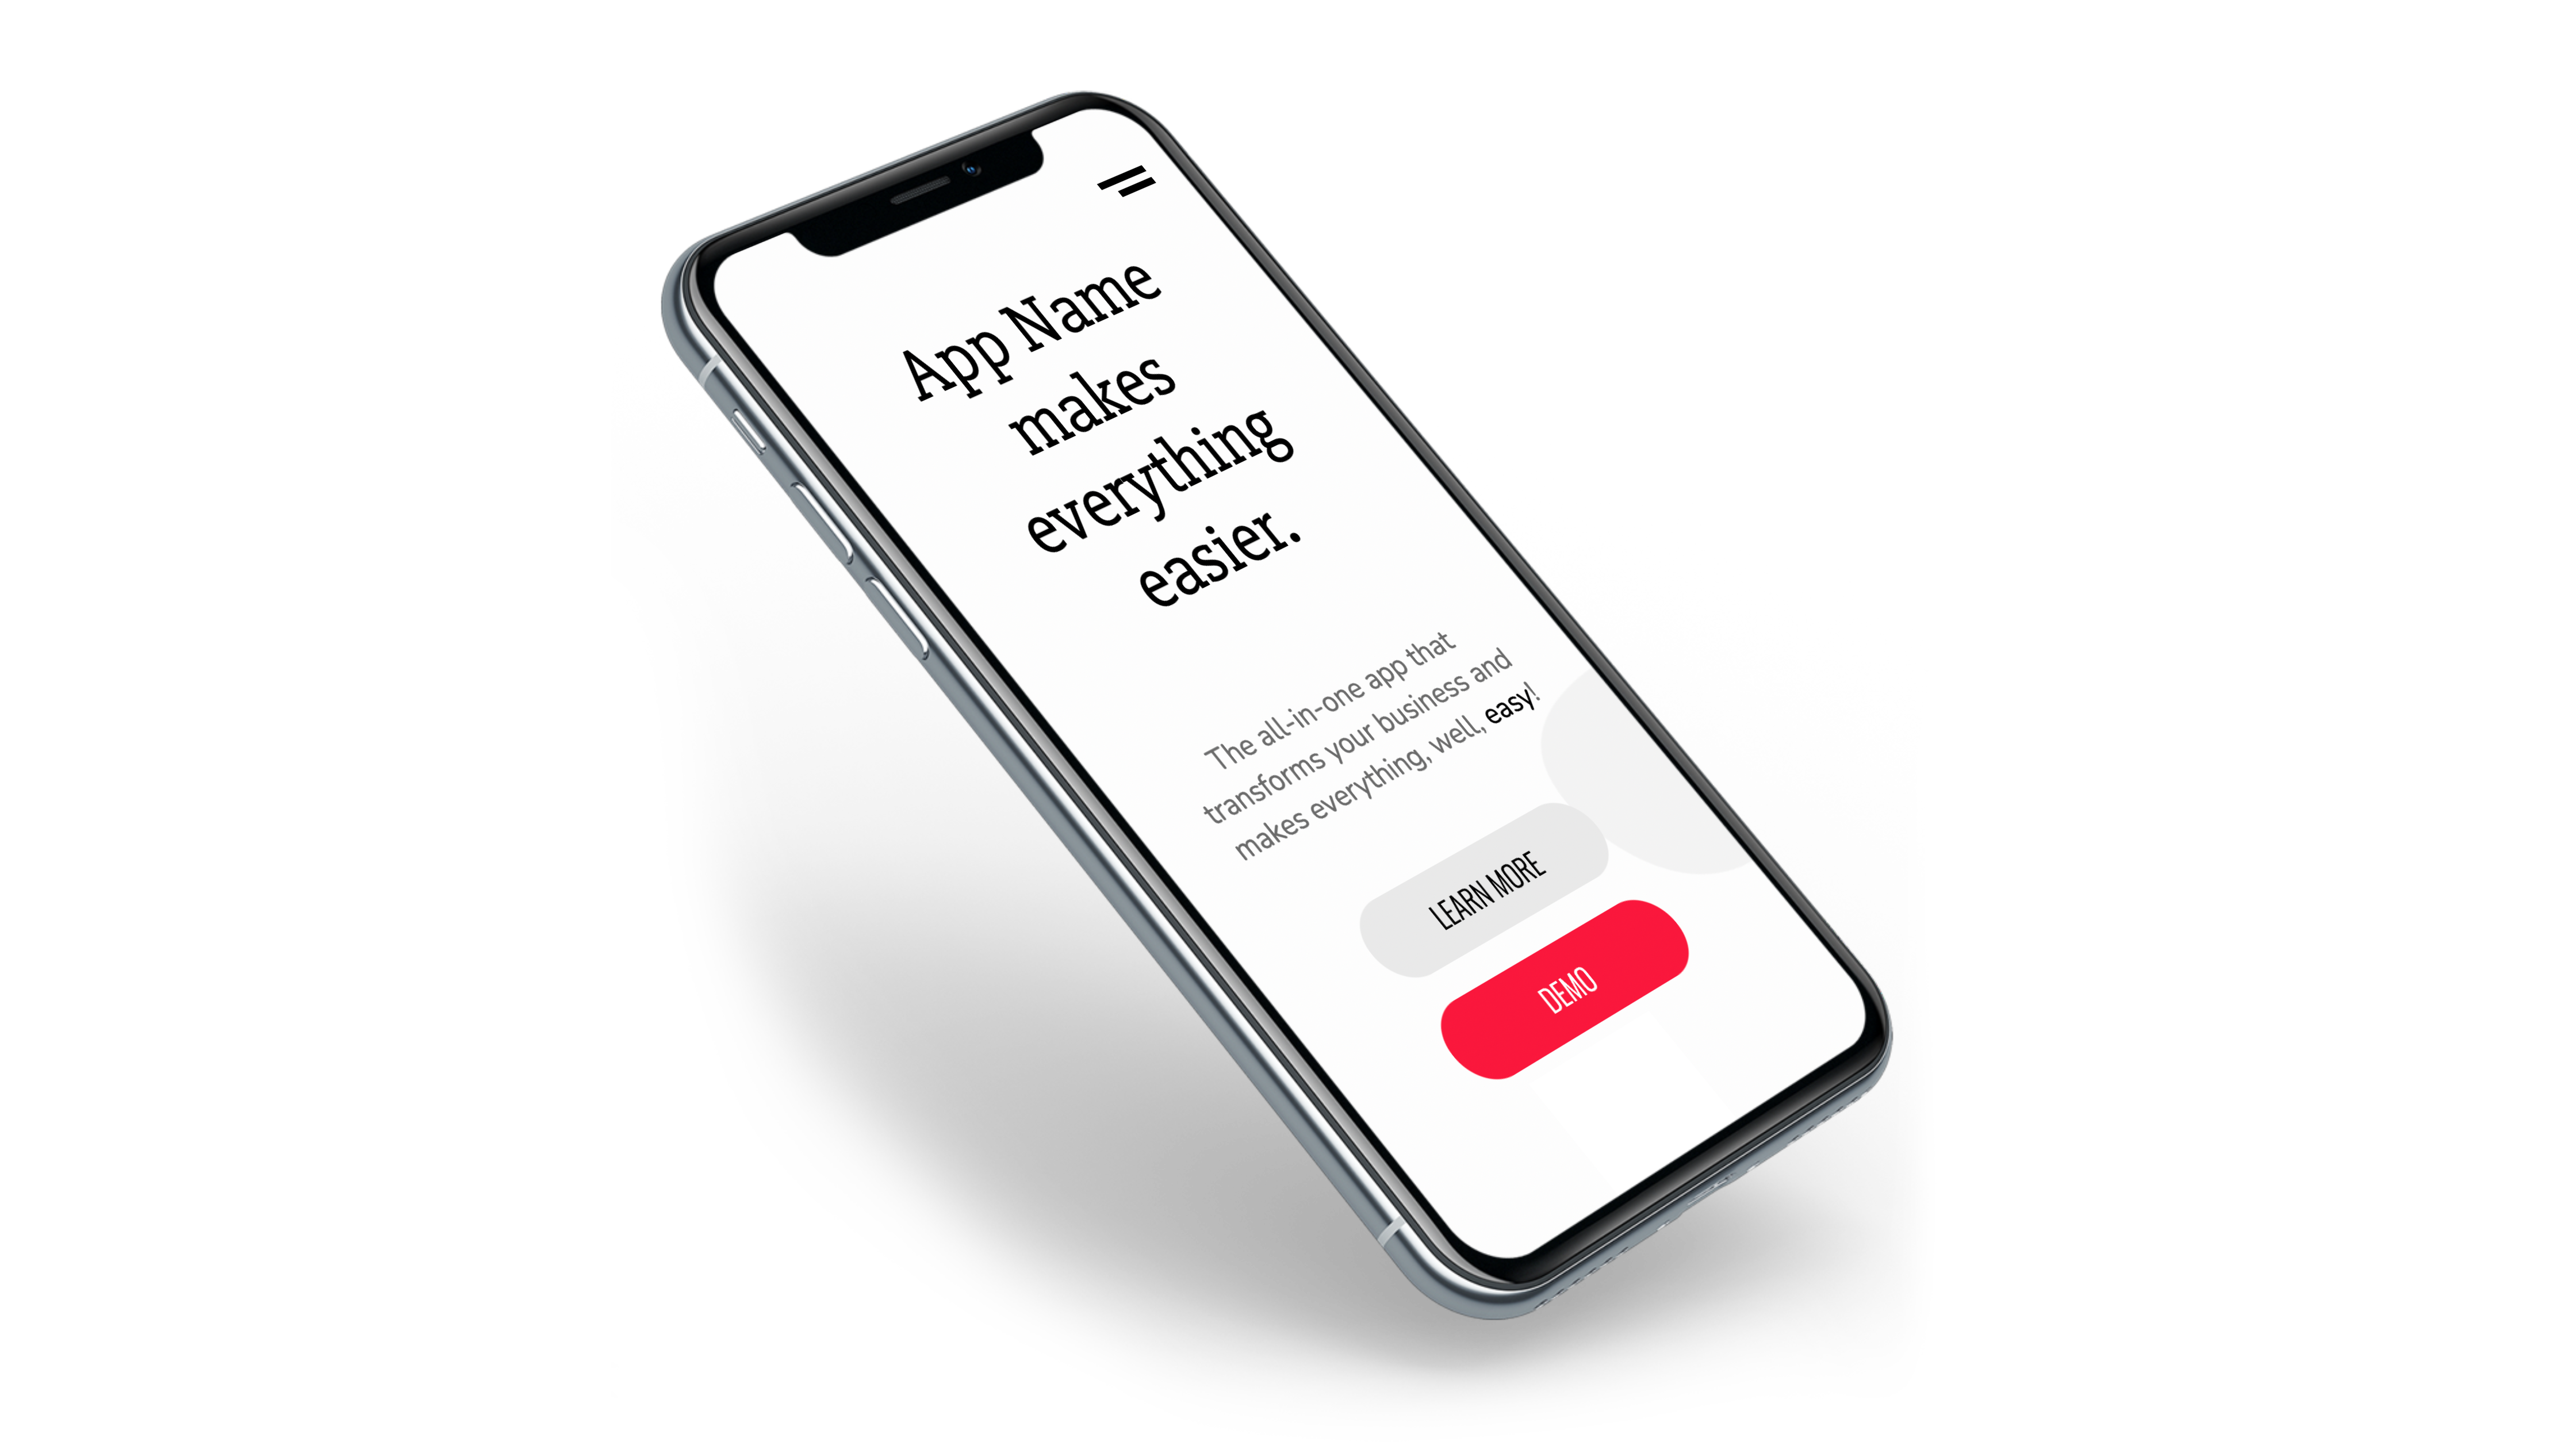 App Name
makes
everything
easier.
The all-in-one app that
transforms your business and
makes everything, well, easy!
LEARN MORE
DEMO